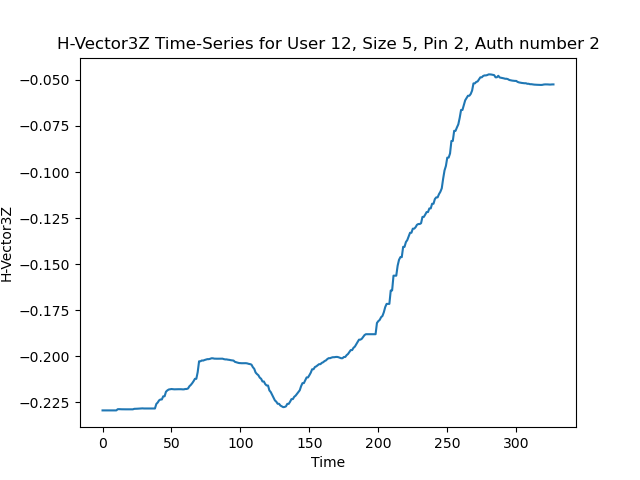 H-Vector3Z Time-Series for User 12, Size 5, Pin 2, Auth number 2
−0.050
−0.075
−0.100
−0.125
−0.150
−0.175
−0.200
−0.225
H-Vector3Z
0 50 100 150 200 250 300
Time